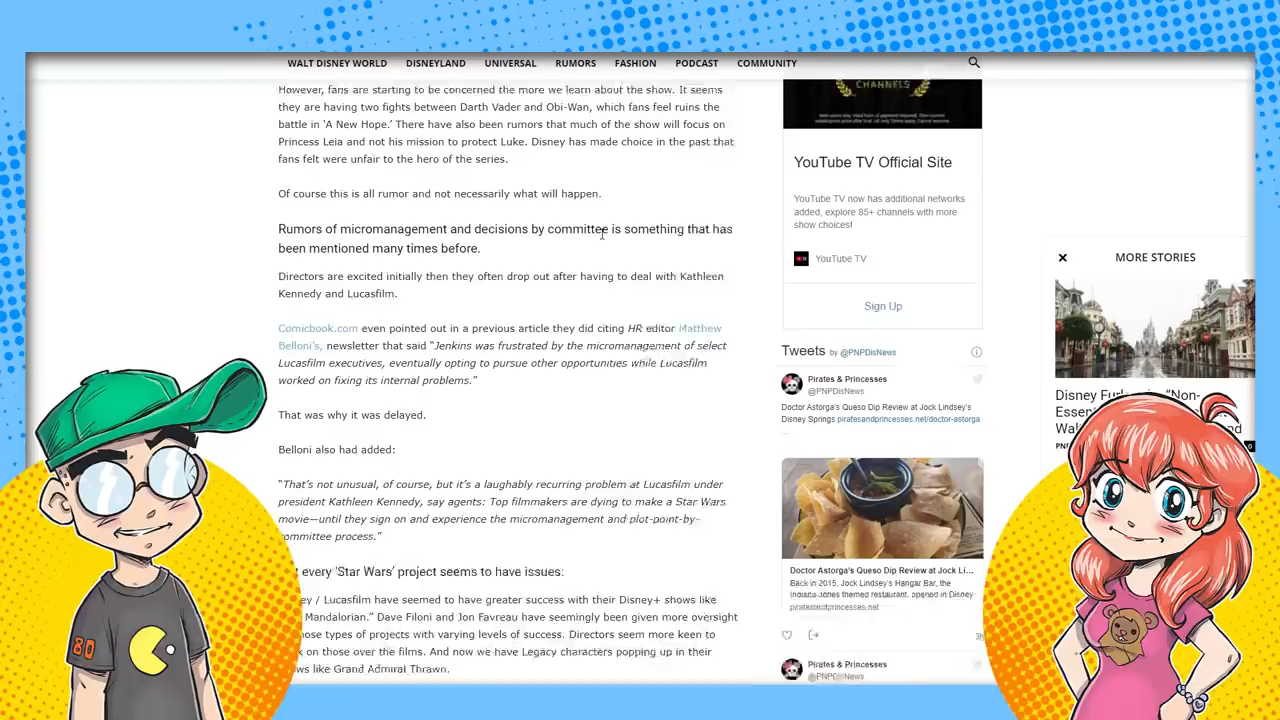 WALT DISNEY WORLD DISNEYLAND UNIVERSAL RUMORS FASHION PODCAST COMMUNITY
However, fans are starting to be concerned the more we learn about the show. It seems
they are having two fights between Darth Vader and Obi-Wan, which fans feel ruins the
battle in ‘A New Hope.’ There have also been rumors that much of the show will focus on
Princess Leia and not his mission to protect Luke. Disney has made choice in the past that
fans felt were unfair to the hero of the series.
Of course this is all rumor and not necessarily what will happen.
Rumors of micromanagement and decisions by committee is something that has
been mentioned many times before.
Directors are excited initially then they often drop out after having to deal with Kathleen
Kennedy and Lucasfilm.
Comicbook.com even pointed out in a previous article they did citing HR editor Matthew
Belloni’s, newsletter that said “Jenkins was frustrated by the micromanagement of select
Lucasfilm executives, eventually opting to pursue other opportunities while Lucasfilm
worked on fixing its internal problems.”
That was why it was delayed.
Belloni also had added:
“That’s not unusual, of course, but it’s a laughably recurring problem at Lucasfilm under
president Kathleen Kennedy, say agents: Top filmmakers are dying to make a Star Wars
movie—until they sign on and experience the micromanagement and plot-point-by-
committee process.”
t every ‘Star Wars’ project seems to have issues:
ey / Lucasfilm have seemed to have greater success with their Disney+ shows like
Mandalorian.” Dave Filoni and Jon Favreau have seemingly been given more oversight
hose types of projects with varying levels of success. Directors seem more keen to
k on those over the films. And now we have Legacy characters popping up in their
ws like Grand Admiral Thrawn.
CHANNELS
YouTube TV Official Site
YouTube TV now has additional networks
added, explore 85+ channels with more
show choices!
YouTube TV
Sign Up
Tweets by @PNPDisNews
Pirates & Princesses
@PNPDisNews
Doctor Astorga's Queso Dip Review at Jock Lindsey's
Disney Springs piratesandprincesses.net/doctor-astorga
...
Doctor Astorga's Queso Dip Review at Jock Li...
Back in 2015, Jock Lindsey's Hangar Bar, the
Indiana Jones themed restaurant, opened in Disney
piratesandprincesses.net
3h
Pirates & Princesses
@PNPDisNews
MORE STORIES
Disney Fur
“Non-
Essent
and
Wal
PNP
0
80